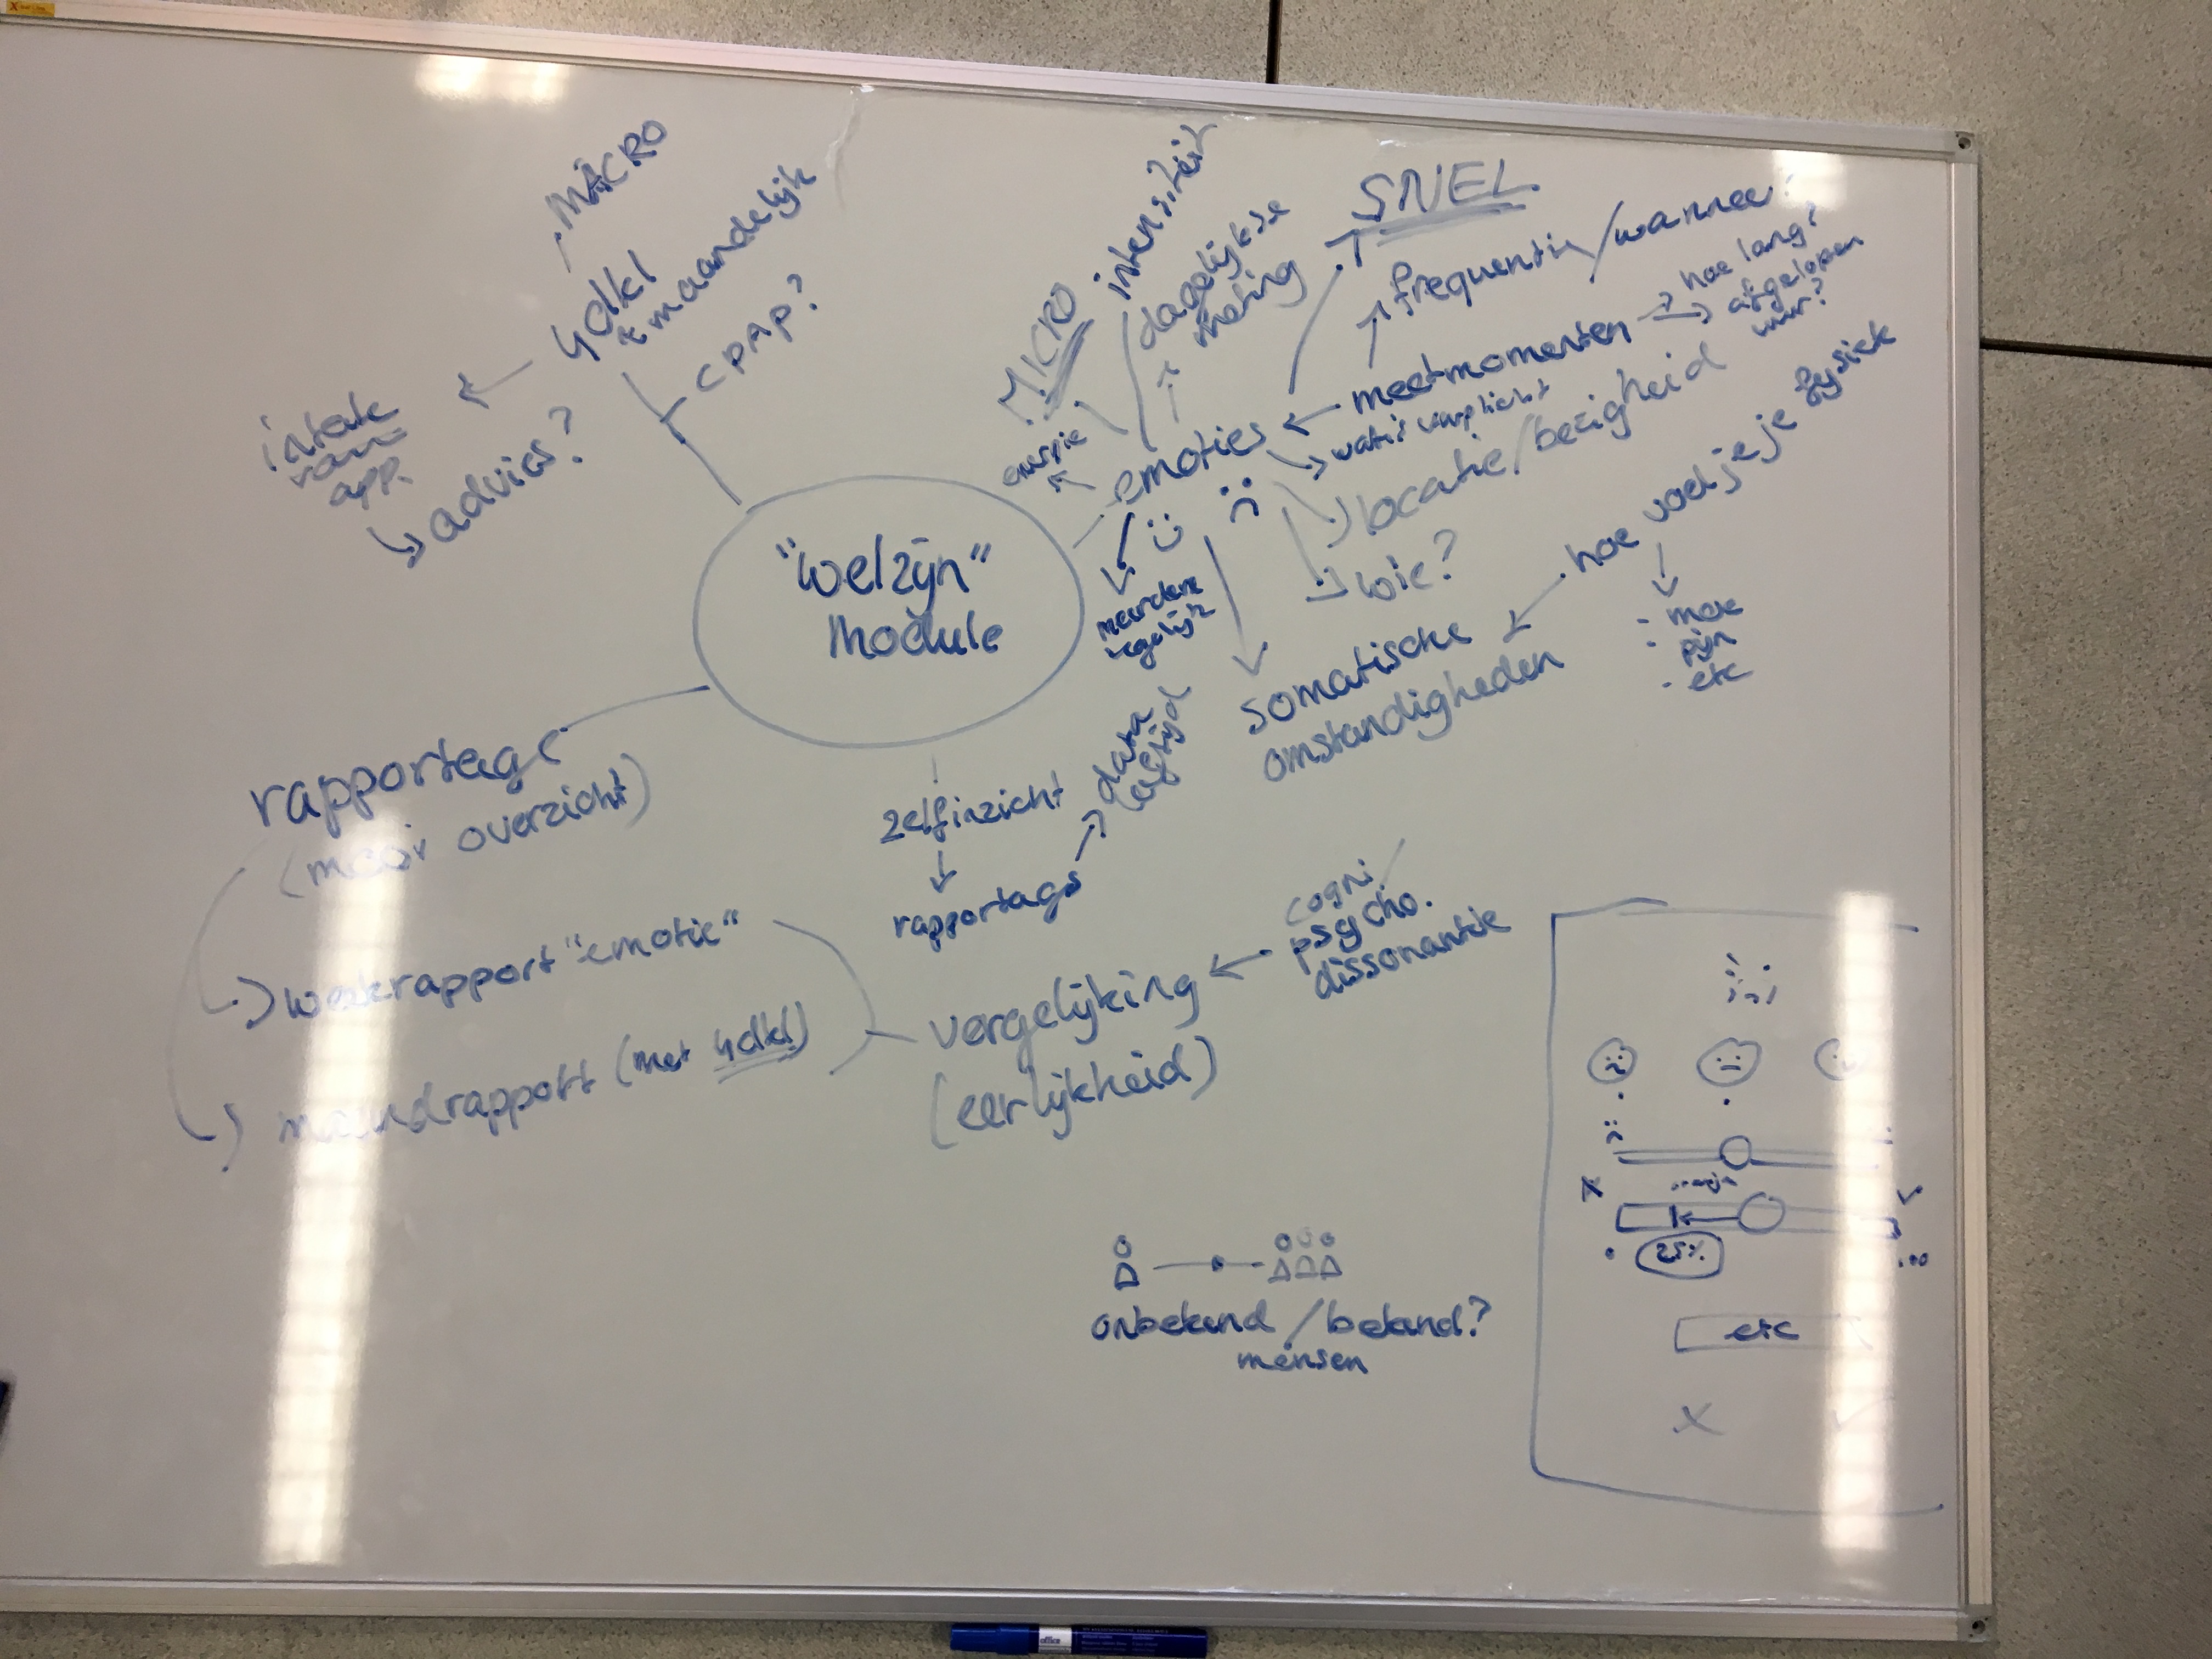 MACRO
4dkl
maandelijk
CPAP?
intake
van
app.
advies?
MICRO
intensiteit
dagelijkse
meting
SNEL
frequentie/wanneer?
hoe lang?
afgelopen
uur?
meetmomenten
wat is verplicht
energie
emoties
locatie/bezigheid
wie?
meerdere
tegelijk
hoe voel je je fysiek
moe
pijn
etc
"welzijn"
module
somatische
omstandigheden
rapportage
(meer overzicht)
zelfinzicht
rapportage
data
weekrapport "emotie"
maandrapport (met 4dkl)
vergelijking
(eerlijkheid)
cogni
psycho.
dissonantie
onbekend/bekend?
mensen
x
25%
etc
x
office